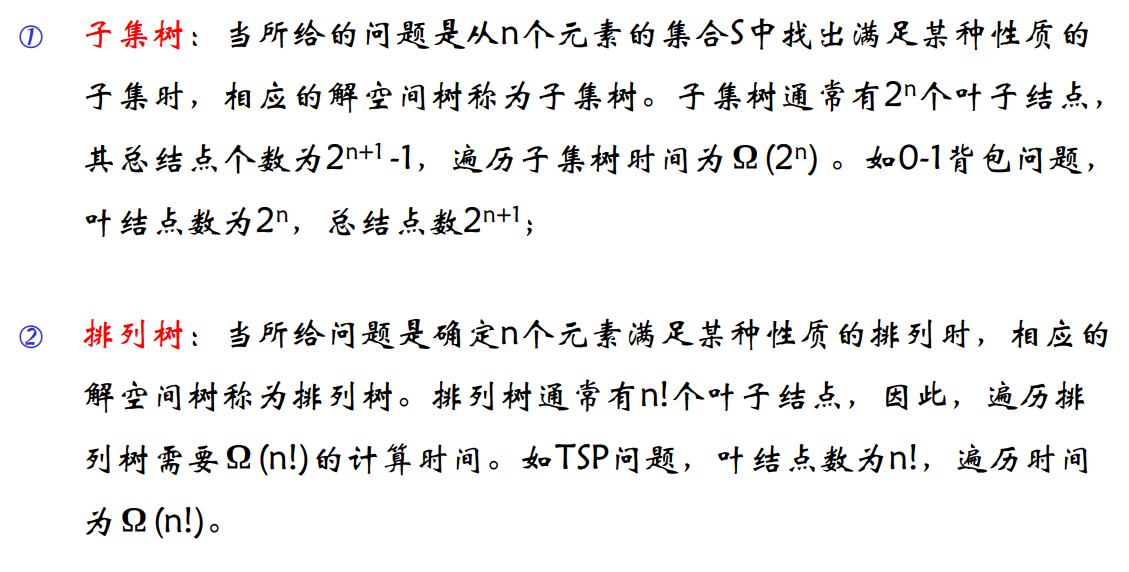 ① 子集树：当所给的问题是从n个元素的集合S中找出满足某种性质的
子集时，相应的解空间树称为子集树。子集树通常有2ⁿ个叶子结点，
其总结点个数为2ⁿ⁺¹-1，遍历子集树时间为Ω(2ⁿ)。如0-1背包问题，
叶结点数为2ⁿ，总结点数2ⁿ⁺¹；
② 排列树：当所给问题是确定n个元素满足某种性质的排列时，相应的
解空间树称为排列树。排列树通常有n!个叶子结点，因此，遍历排
列树需要Ω(n!)的计算时间。如TSP问题，叶结点数为n!，遍历时间
为Ω(n!)。